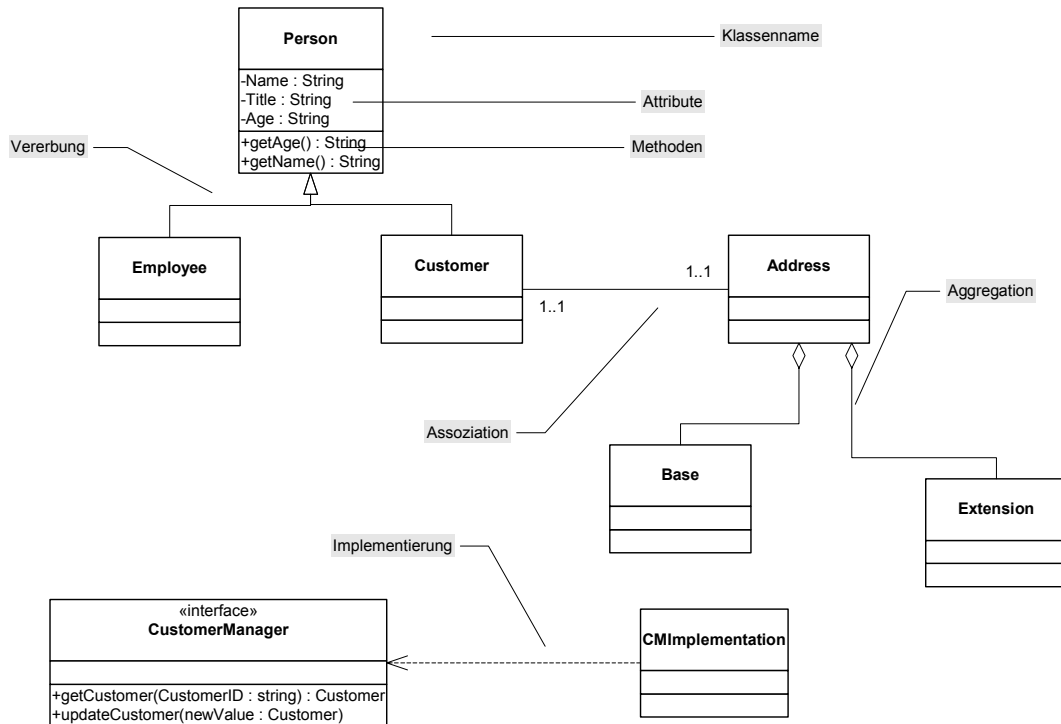 Person
Klassenname
-Name : String
-Title : String
-Age : String
Attribute
+getAge() : String
+getName() : String
Methoden
Vererbung
Employee
Customer
1..1
1..1
Address
Aggregation
Assoziation
Base
Extension
Implementierung
«interface»
CustomerManager
+getCustomer(CustomerID : string) : Customer
+updateCustomer(newValue : Customer)
CMImplementation